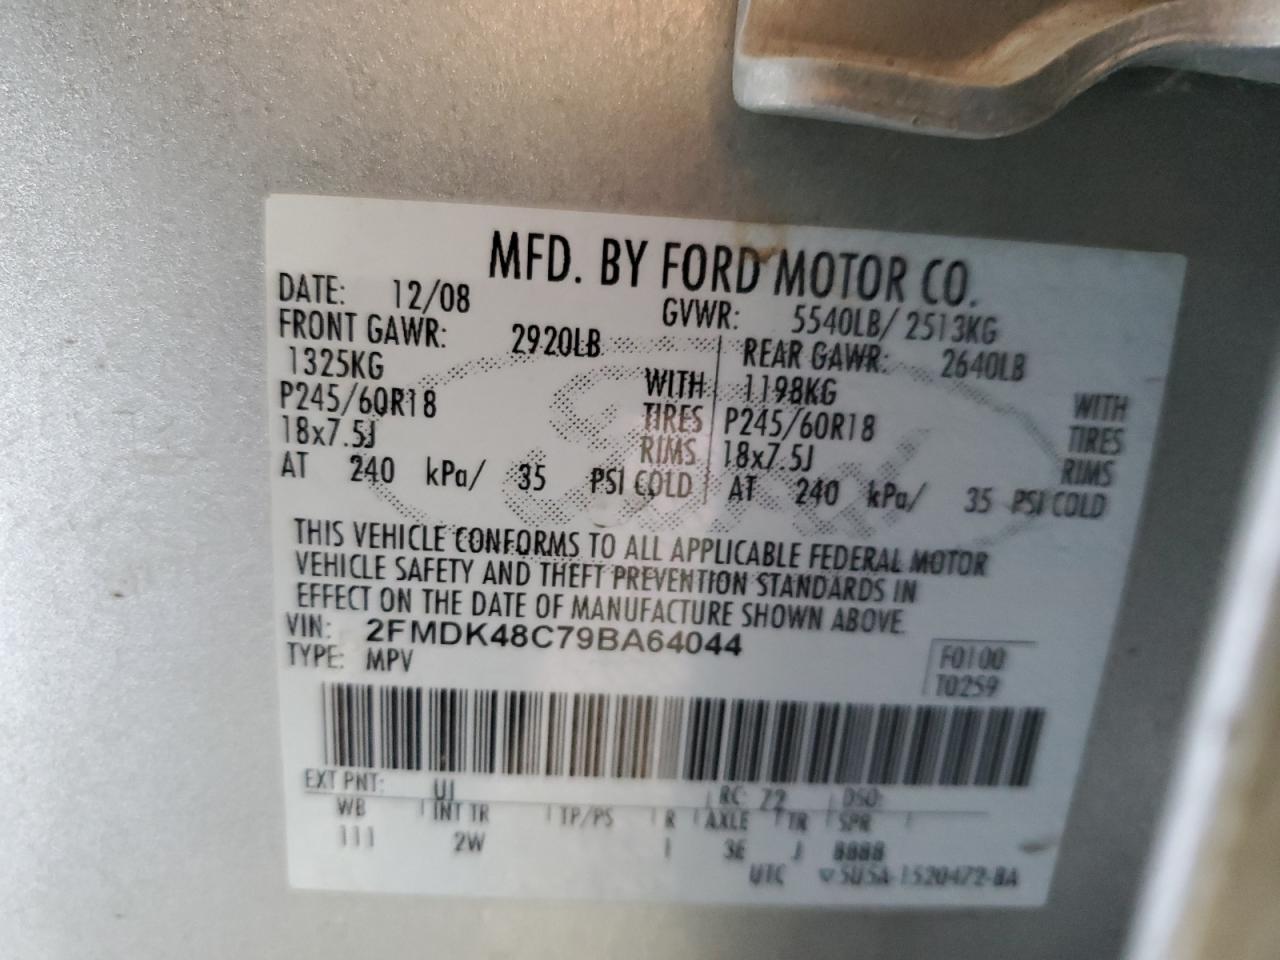 MFD. BY FORD MOTOR CO.
DATE: 12/08 GVWR: 5540LB/ 2513KG
FRONT GAWR: 2920LB REAR GAWR: 2640LB
1325KG WITH 1198KG WITH
P245/60R18 TIRES P245/60R18 TIRES
18x7.5J RIMS 18x7.5J RIMS
AT 240 kPa/ 35 PSI COLD AT 240 kPa/ 35 PSI COLD
THIS VEHICLE CONFORMS TO ALL APPLICABLE FEDERAL MOTOR
VEHICLE SAFETY AND THEFT PREVENTION STANDARDS IN
EFFECT ON THE DATE OF MANUFACTURE SHOWN ABOVE.
VIN: 2FMDK48C79BA64044
TYPE: MPV F0100
T0259
EXT PNT: UJ RC: 72 DSO:
WB INT TR TP/PS R AXLE TR SPR
111 2W 3E J 8888
UTC 5U5A-1520472-BA